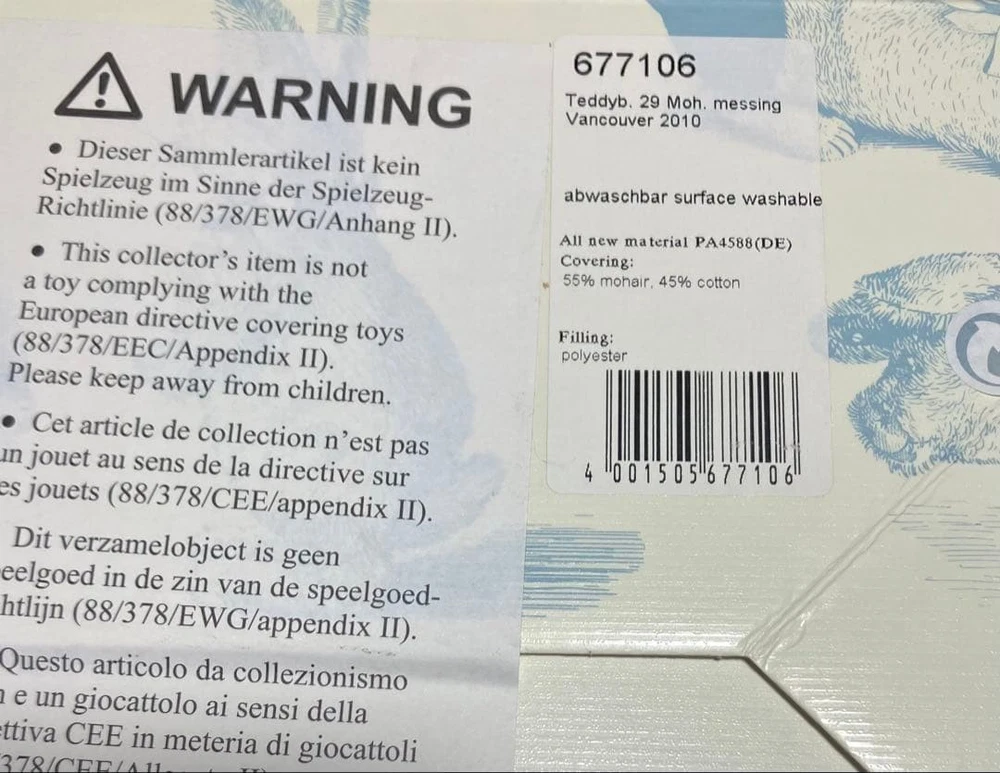 WARNING
• Dieser Sammlerartikel ist kein
Spielzeug im Sinne der Spielzeug-
Richtlinie (88/378/EWG/Anhang II).
• This collector's item is not
a toy complying with the
European directive covering toys
(88/378/EEC/Appendix II).
Please keep away from children.
• Cet article de collection n'est pas
un jouet au sens de la directive sur
es jouets (88/378/CEE/appendix II).
Dit verzamelobject is geen
eelgoed in de zin van de speelgoed-
htlijn (88/378/EWG/appendix II).
Questo articolo da collezionismo
e un giocattolo ai sensi della
ettiva CEE in meteria di giocattoli
677106
Teddyb. 29 Moh. messing
Vancouver 2010
abwaschbar surface washable
All new material PA4588(DE)
Covering:
55% mohair, 45% cotton
Filling:
polyester
4 001505 677106